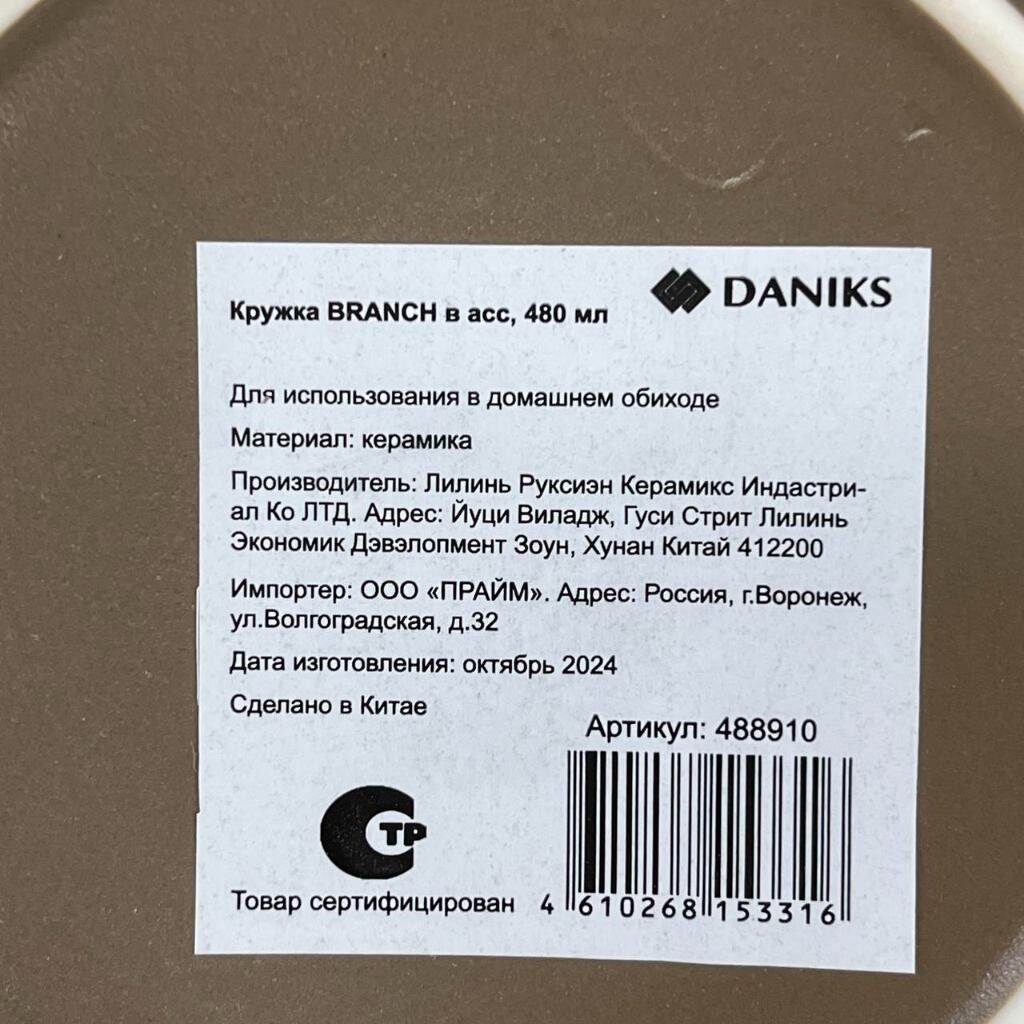 DANIKS
Кружка BRANCH в асс, 480 мл
Для использования в домашнем обиходе
Материал: керамика
Производитель: Лилинь Руксиэн Керамикс Индастри-
ал Ко ЛТД. Адрес: Йуци Виладж, Гуси Стрит Лилинь
Экономик Дэвэлопмент Зоун, Хунан Китай 412200
Импортер: ООО «ПРАЙМ». Адрес: Россия, г.Воронеж,
ул.Волгоградская, д.32
Дата изготовления: октябрь 2024
Сделано в Китае
Артикул: 488910
СТР
Товар сертифицирован
4 610268 153316